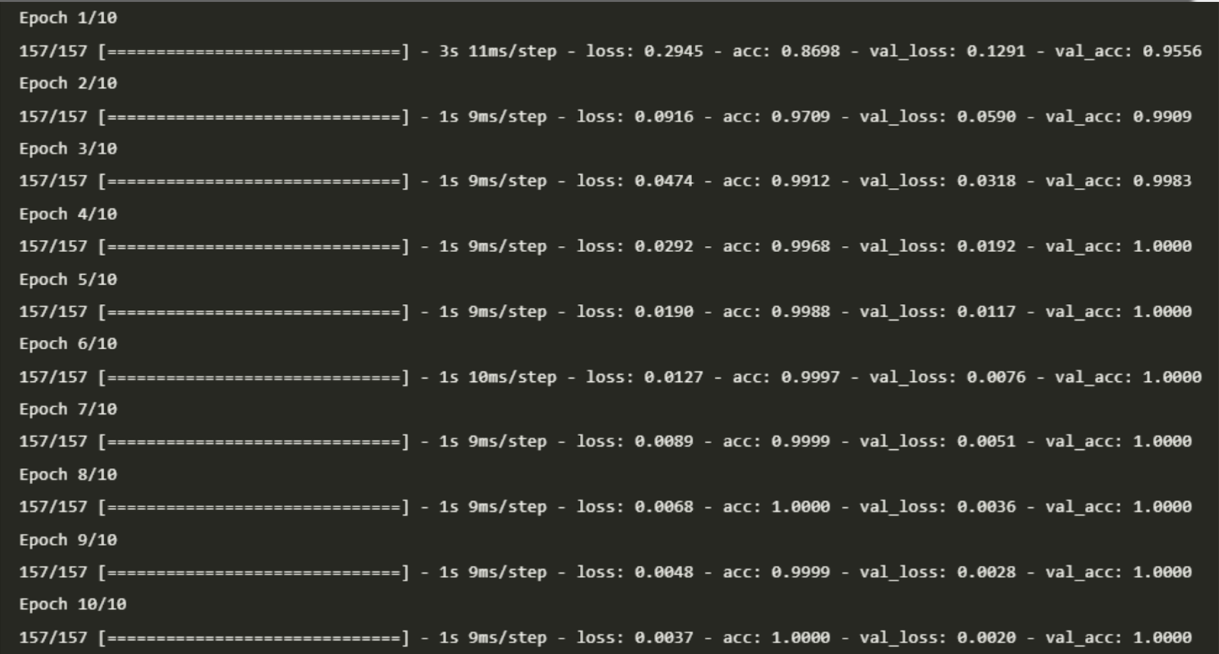 Epoch 1/10
157/157 [==============================] - 3s 11ms/step - loss: 0.2945 - acc: 0.8698 - val_loss: 0.1291 - val_acc: 0.9556
Epoch 2/10
157/157 [==============================] - 1s 9ms/step - loss: 0.0916 - acc: 0.9709 - val_loss: 0.0590 - val_acc: 0.9909
Epoch 3/10
157/157 [==============================] - 1s 9ms/step - loss: 0.0474 - acc: 0.9912 - val_loss: 0.0318 - val_acc: 0.9983
Epoch 4/10
157/157 [==============================] - 1s 9ms/step - loss: 0.0292 - acc: 0.9968 - val_loss: 0.0192 - val_acc: 1.0000
Epoch 5/10
157/157 [==============================] - 1s 9ms/step - loss: 0.0190 - acc: 0.9988 - val_loss: 0.0117 - val_acc: 1.0000
Epoch 6/10
157/157 [==============================] - 1s 10ms/step - loss: 0.0127 - acc: 0.9997 - val_loss: 0.0076 - val_acc: 1.0000
Epoch 7/10
157/157 [==============================] - 1s 9ms/step - loss: 0.0089 - acc: 0.9999 - val_loss: 0.0051 - val_acc: 1.0000
Epoch 8/10
157/157 [==============================] - 1s 9ms/step - loss: 0.0068 - acc: 1.0000 - val_loss: 0.0036 - val_acc: 1.0000
Epoch 9/10
157/157 [==============================] - 1s 9ms/step - loss: 0.0048 - acc: 0.9999 - val_loss: 0.0028 - val_acc: 1.0000
Epoch 10/10
157/157 [==============================] - 1s 9ms/step - loss: 0.0037 - acc: 1.0000 - val_loss: 0.0020 - val_acc: 1.0000